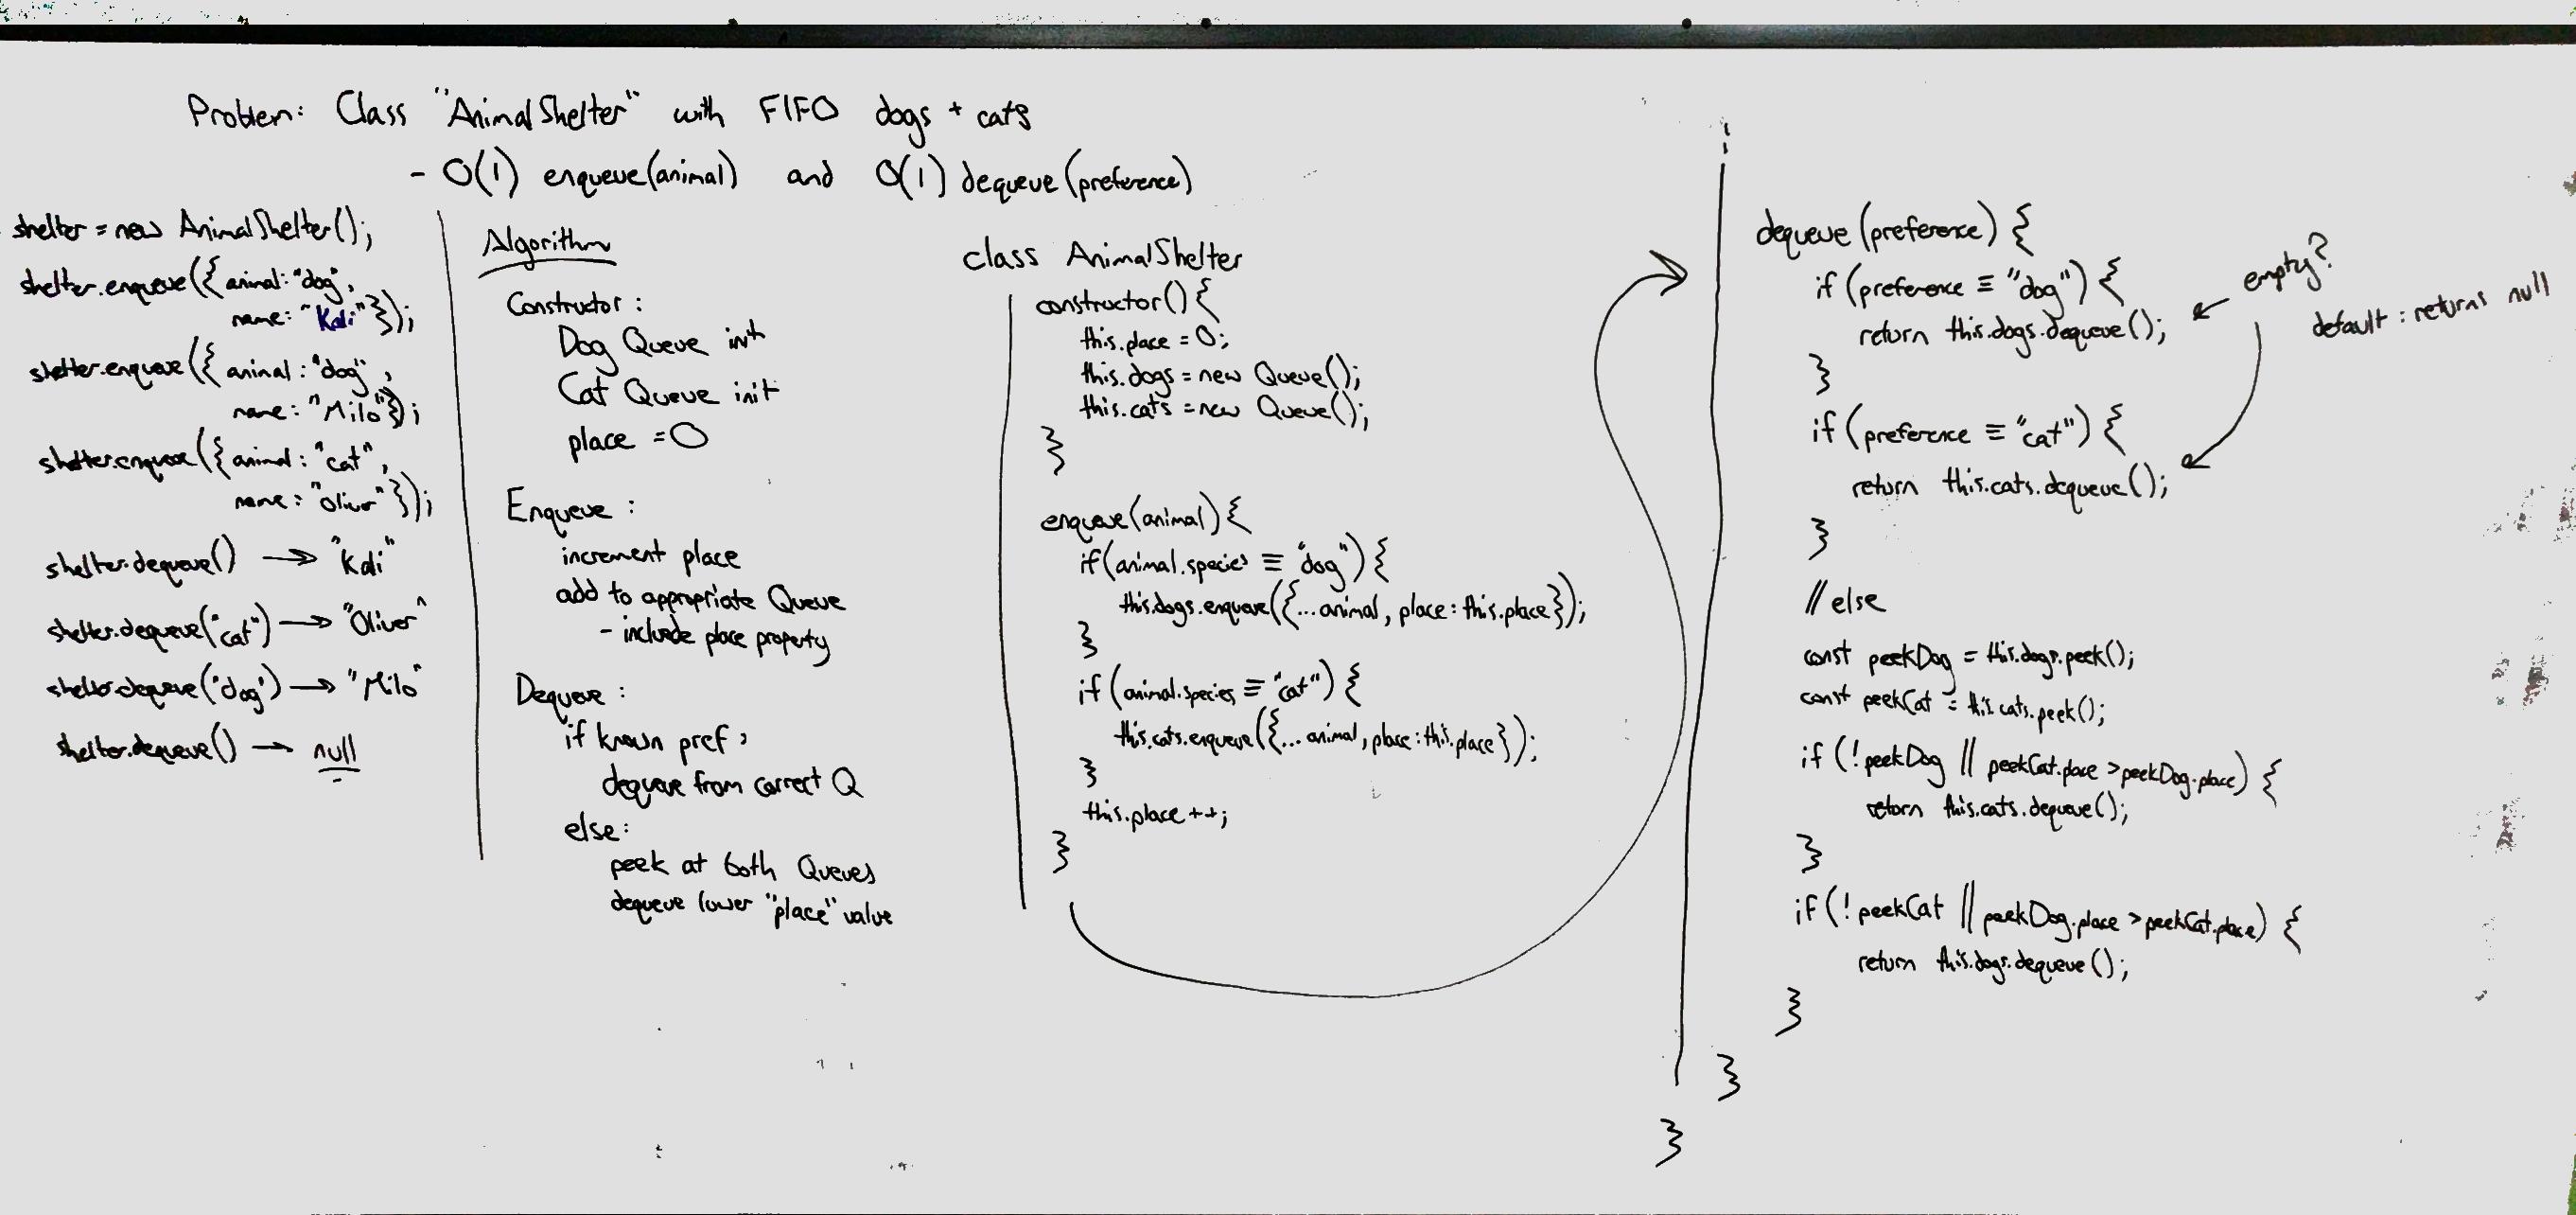 Problem: Class "AnimalShelter" with FIFO dogs + cats
- O(1) enqueue(animal) and O(1) dequeue(preference)
shelter = new AnimalShelter();
shelter.enqueue({animal: "dog",
name: "Kali"});
shelter.enqueue({animal: "dog",
name: "Milo"});
shelter.enqueue({animal: "cat",
name: "Oliver"});
shelter.dequeue() → "Kali"
shelter.dequeue("cat") → "Oliver"
shelter.dequeue("dog") → "Milo"
shelter.dequeue() → null
Algorithm
Constructor:
Dog Queue init
Cat Queue init
place = 0
Enqueue:
increment place
add to appropriate Queue
- include place property
Dequeue:
if known pref:
dequeue from correct Q
else:
peek at both Queues
dequeue lower "place" value
class AnimalShelter
constructor() {
this.place = 0;
this.dogs = new Queue();
this.cats = new Queue();
}
enqueue(animal) {
if(animal.species ≡ "dog") {
this.dogs.enqueue({...animal, place: this.place});
}
if(animal.species ≡ "cat") {
this.cats.enqueue({...animal, place: this.place});
}
this.place++;
}
dequeue(preference) {
if (preference ≡ "dog") {
return this.dogs.dequeue();
}
if (preference ≡ "cat") {
return this.cats.dequeue();
}
// else
const peekDog = this.dogs.peek();
const peekCat = this.cats.peek();
if (!peekDog || peekCat.place > peekDog.place) {
return this.cats.dequeue();
}
if (!peekCat || peekDog.place > peekCat.place) {
return this.dogs.dequeue();
}
}
}
empty?
default: returns null